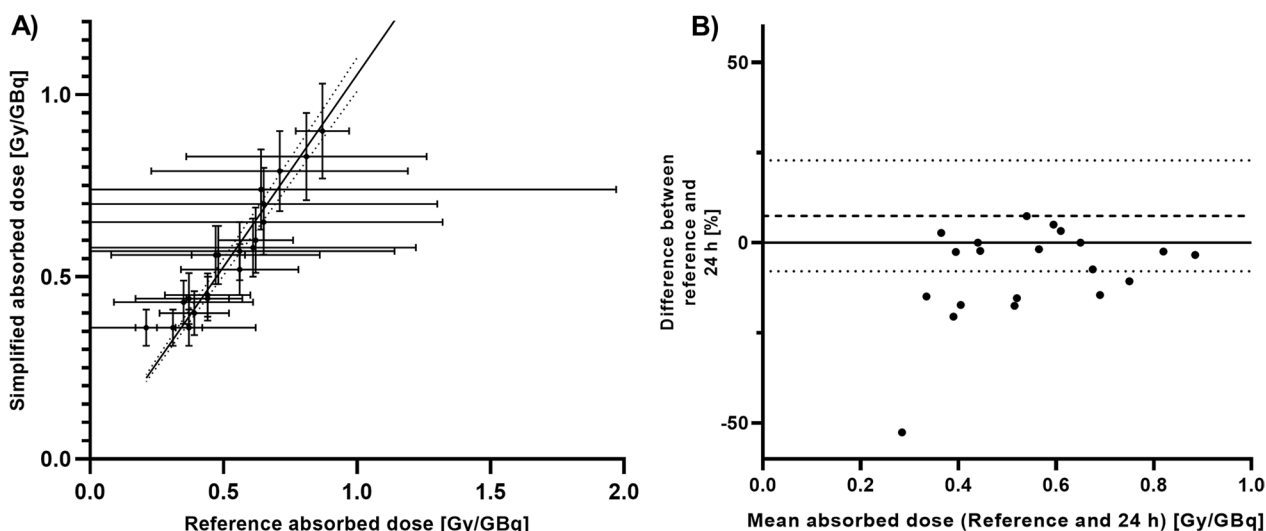 A)
Simplified absorbed dose [Gy/GBq]
1.0
0.5
0.0
0.0 0.5 1.0 1.5 2.0
Reference absorbed dose [Gy/GBq]
B)
Difference between
reference and
24 h [%]
50
0
-50
0.0 0.2 0.4 0.6 0.8 1.0
Mean absorbed dose (Reference and 24 h) [Gy/GBq]